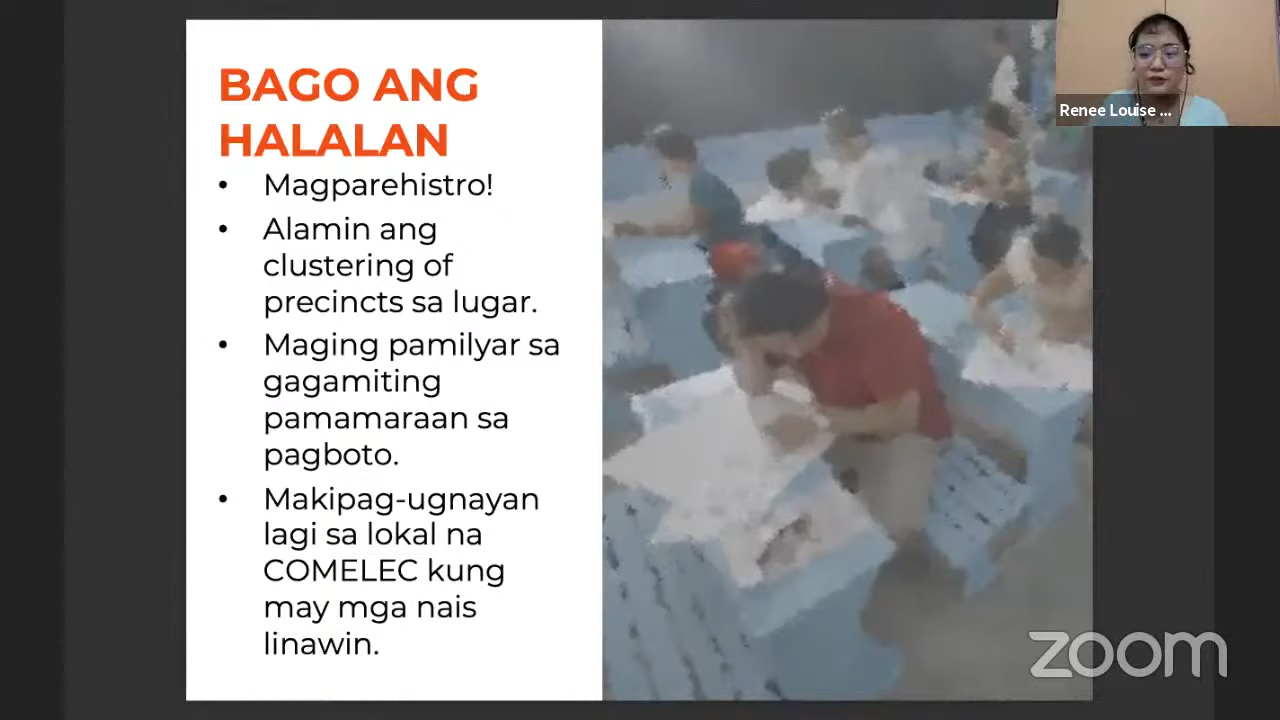 BAGO ANG
HALALAN
• Magparehistro!
• Alamin ang
clustering of
precincts sa lugar.
• Maging pamilyar sa
gagamiting
pamamaraan sa
pagboto.
• Makipag-ugnayan
lagi sa lokal na
COMELEC kung
may mga nais
linawin.
Renee Louise ...
zoom